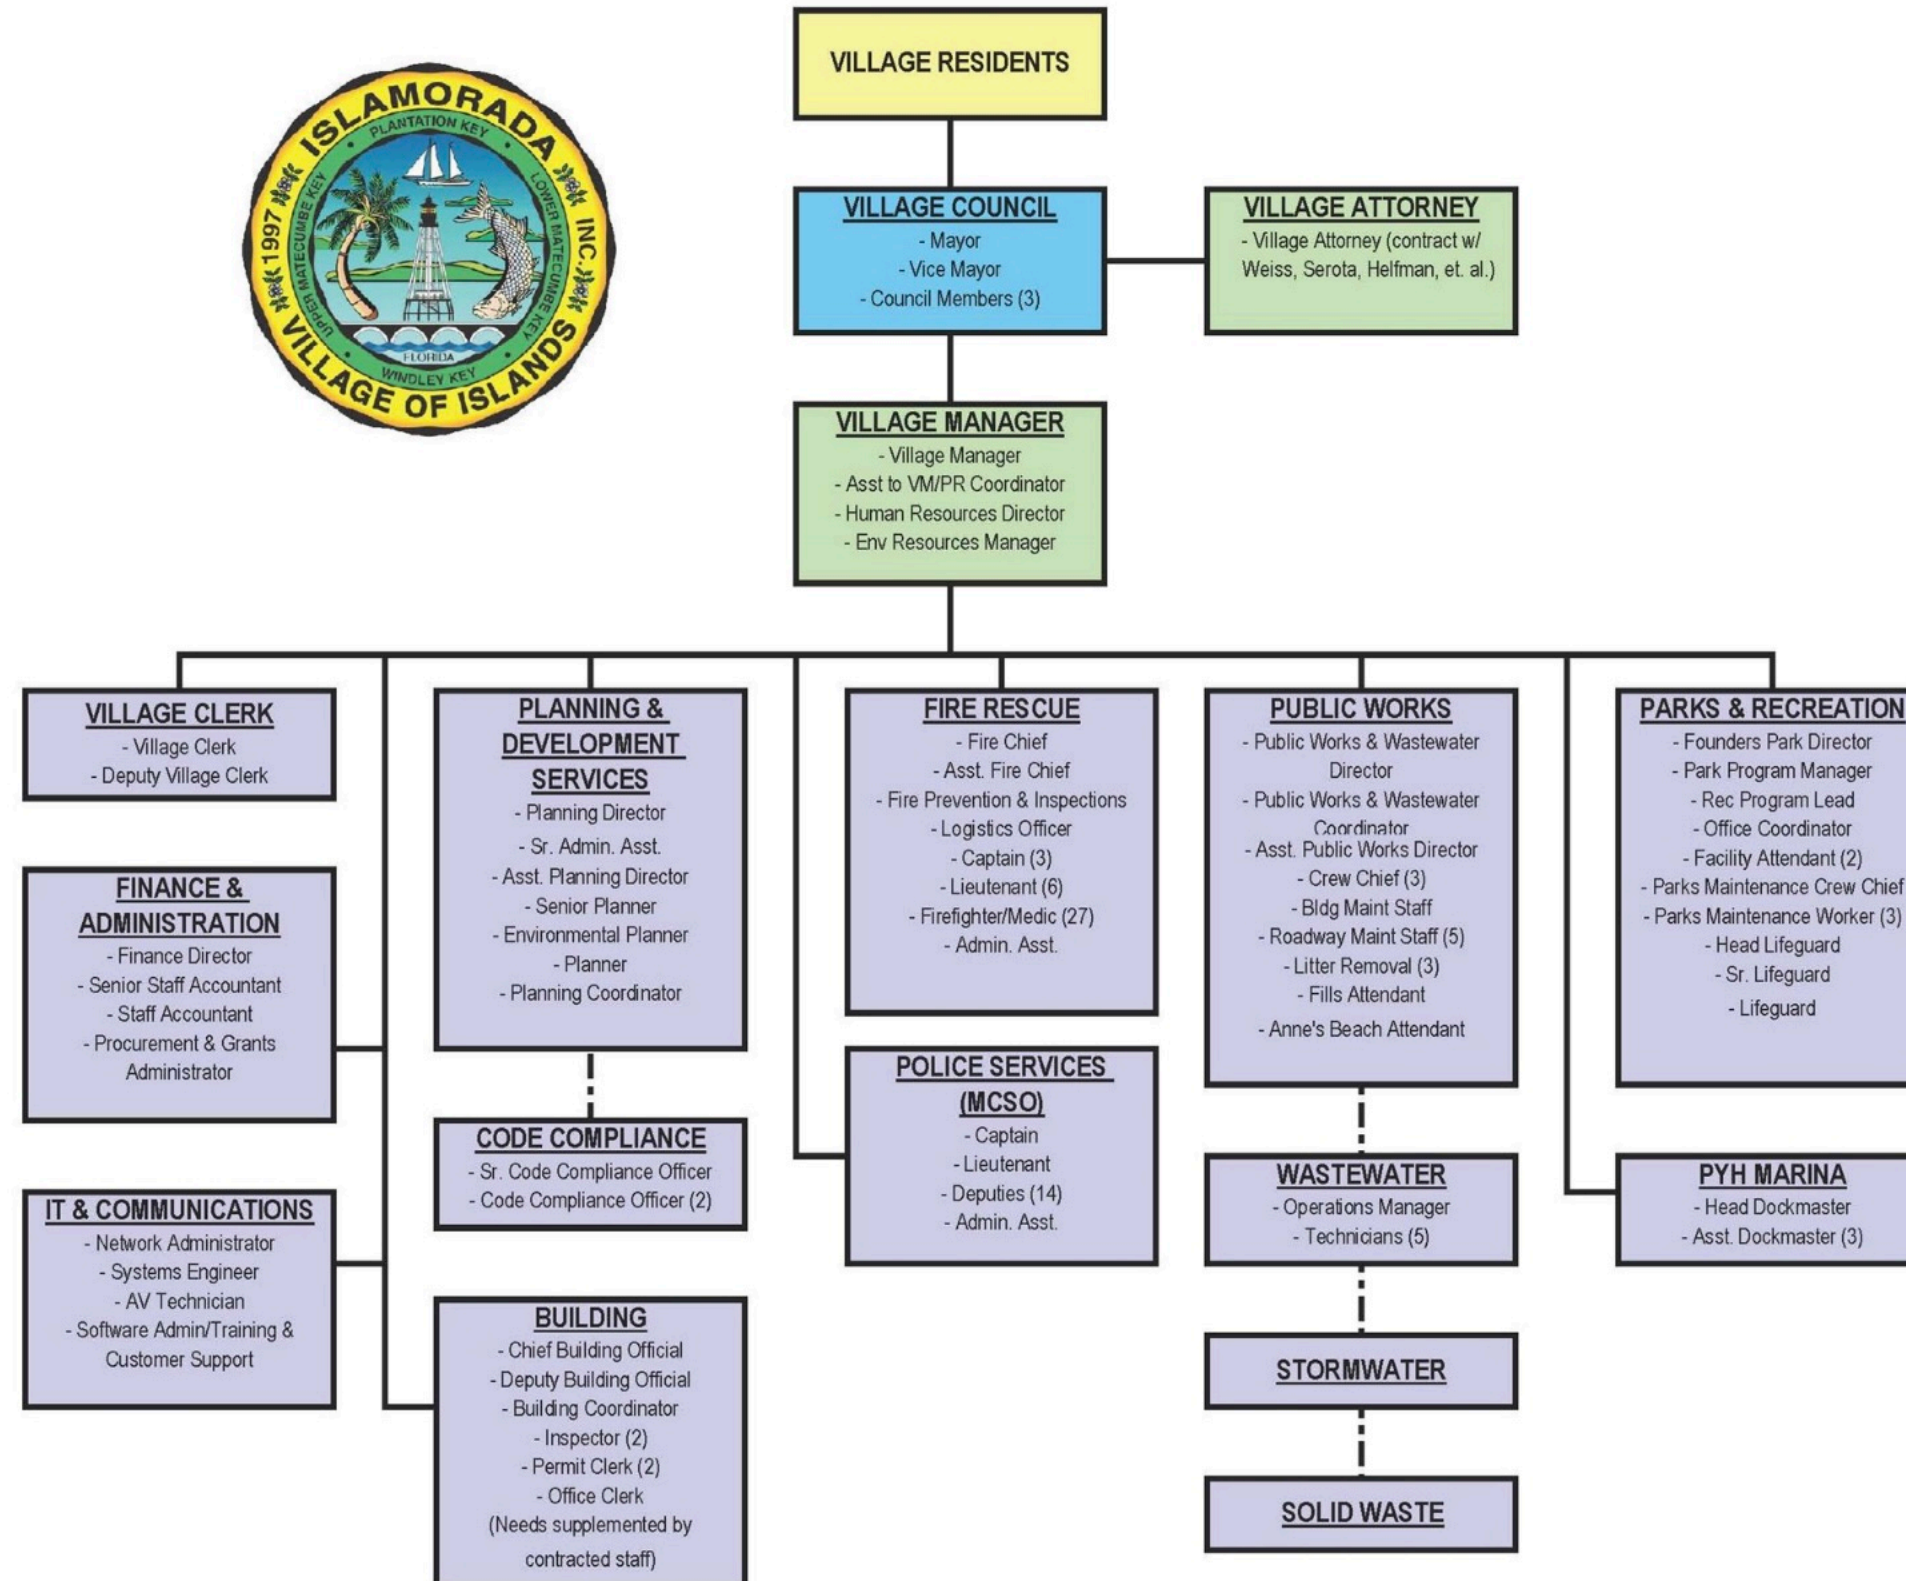 VILLAGE RESIDENTS
ISLAMORADA
1997
INC.
VILLAGE OF ISLANDS
PLANTATION KEY
UPPER MATECUMBE KEY
LOWER MATECUMBE KEY
WINDLEY KEY
FLORIDA
VILLAGE COUNCIL
- Mayor
- Vice Mayor
- Council Members (3)
VILLAGE ATTORNEY
- Village Attorney (contract w/
Weiss, Serota, Helfman, et. al.)
VILLAGE MANAGER
- Village Manager
- Asst to VM/PR Coordinator
- Human Resources Director
- Env Resources Manager
VILLAGE CLERK
- Village Clerk
- Deputy Village Clerk
FINANCE &
ADMINISTRATION
- Finance Director
- Senior Staff Accountant
- Staff Accountant
- Procurement & Grants
Administrator
IT & COMMUNICATIONS
- Network Administrator
- Systems Engineer
- AV Technician
- Software Admin/Training &
Customer Support
PLANNING &
DEVELOPMENT
SERVICES
- Planning Director
- Sr. Admin. Asst.
- Asst. Planning Director
- Senior Planner
- Environmental Planner
- Planner
- Planning Coordinator
CODE COMPLIANCE
- Sr. Code Compliance Officer
- Code Compliance Officer (2)
BUILDING
- Chief Building Official
- Deputy Building Official
- Building Coordinator
- Inspector (2)
- Permit Clerk (2)
- Office Clerk
(Needs supplemented by
contracted staff)
FIRE RESCUE
- Fire Chief
- Asst. Fire Chief
- Fire Prevention & Inspections
- Logistics Officer
- Captain (3)
- Lieutenant (6)
- Firefighter/Medic (27)
- Admin. Asst.
POLICE SERVICES
(MCSO)
- Captain
- Lieutenant
- Deputies (14)
- Admin. Asst.
PUBLIC WORKS
- Public Works & Wastewater
Director
- Public Works & Wastewater
Coordinator
- Asst. Public Works Director
- Crew Chief (3)
- Bldg Maint Staff
- Roadway Maint Staff (5)
- Litter Removal (3)
- Fills Attendant
- Anne's Beach Attendant
WASTEWATER
- Operations Manager
- Technicians (5)
STORMWATER
SOLID WASTE
PARKS & RECREATION
- Founders Park Director
- Park Program Manager
- Rec Program Lead
- Office Coordinator
- Facility Attendant (2)
- Parks Maintenance Crew Chief
- Parks Maintenance Worker (3)
- Head Lifeguard
- Sr. Lifeguard
- Lifeguard
PYH MARINA
- Head Dockmaster
- Asst. Dockmaster (3)